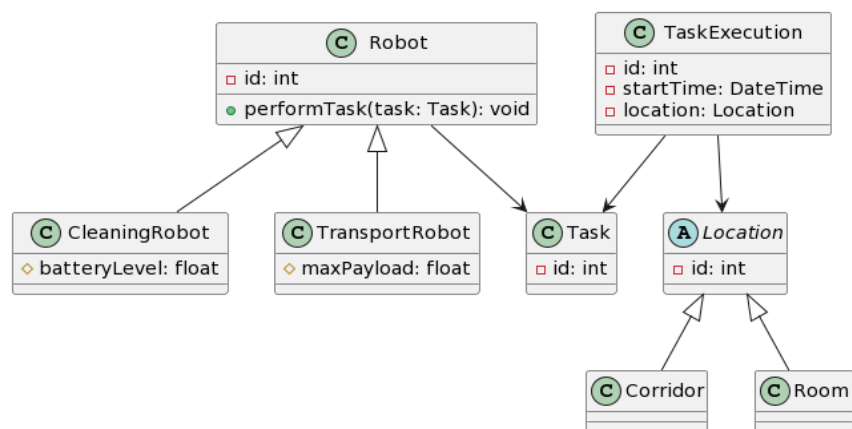 C Robot
id: int
performTask(task: Task): void
C TaskExecution
id: int
startTime: DateTime
location: Location
C CleaningRobot
batteryLevel: float
C TransportRobot
maxPayload: float
C Task
id: int
A Location
id: int
C Corridor
C Room